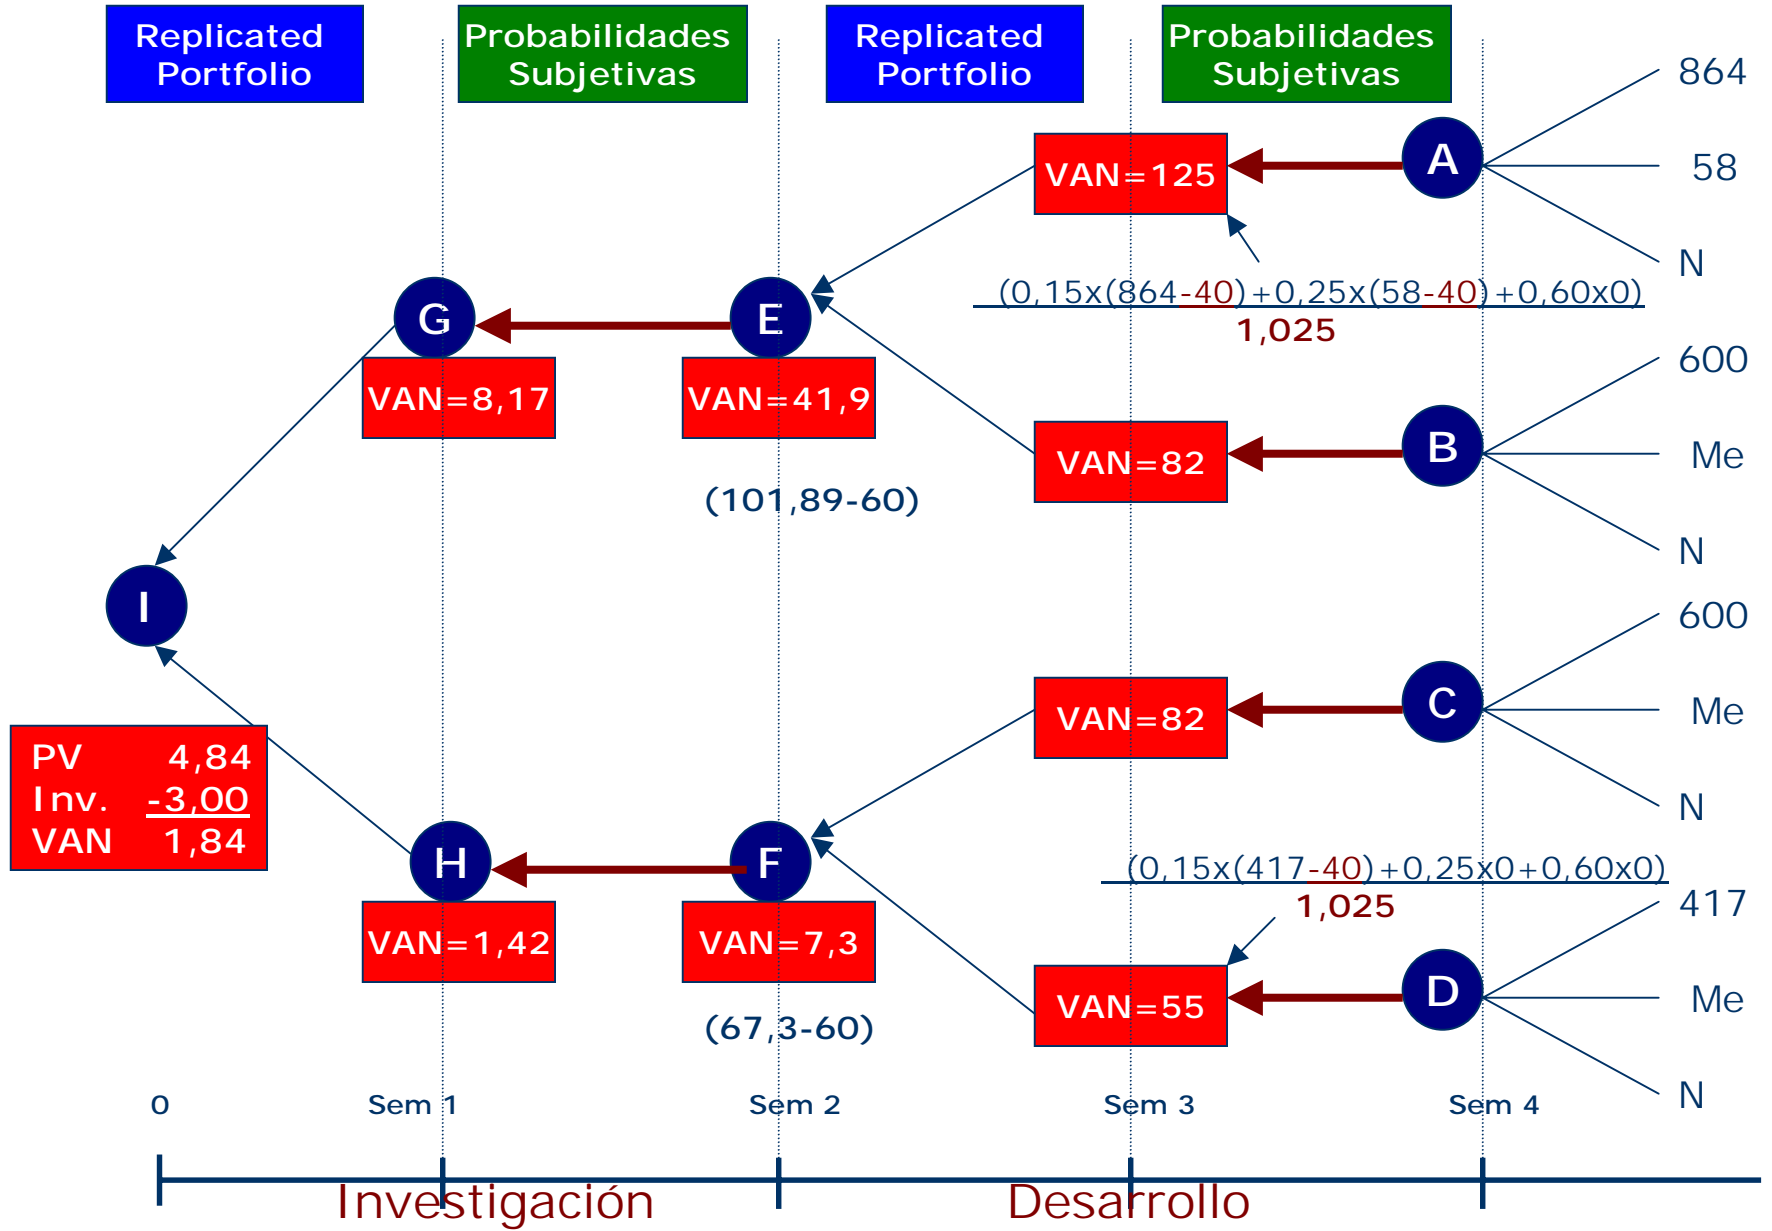 Replicated
Portfolio
Probabilidades
Subjetivas
Replicated
Portfolio
Probabilidades
Subjetivas
864
A
VAN=125
58
N
(0,15x(864-40)+0,25x(58-40)+0,60x0)
1,025
G
E
VAN=8,17
VAN=41,9
(101,89-60)
600
B
VAN=82
Me
N
I
600
C
VAN=82
Me
N
PV 4,84
Inv. -3,00
VAN 1,84
H
F
VAN=1,42
VAN=7,3
(67,3-60)
(0,15x(417-40)+0,25x0+0,60x0)
1,025
417
D
VAN=55
Me
N
0 Sem 1 Sem 2 Sem 3 Sem 4
Investigación Desarrollo